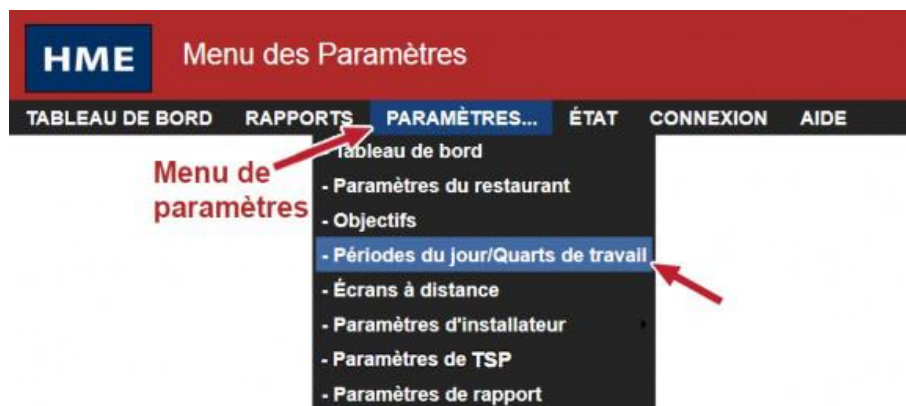 HME Menu des Paramètres
TABLEAU DE BORD RAPPORTS PARAMÈTRES... ÉTAT CONNEXION AIDE
Menu de
paramètres
- Tableau de bord
- Paramètres du restaurant
- Objectifs
- Périodes du jour/Quarts de travail
- Écrans à distance
- Paramètres d'installateur
- Paramètres de TSP
- Paramètres de rapport